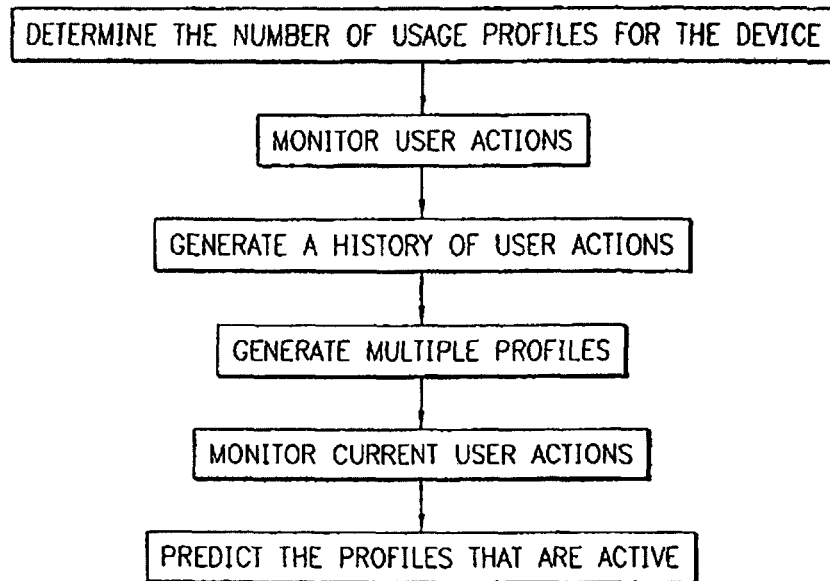 DETERMINE THE NUMBER OF USAGE PROFILES FOR THE DEVICE
MONITOR USER ACTIONS
GENERATE A HISTORY OF USER ACTIONS
GENERATE MULTIPLE PROFILES
MONITOR CURRENT USER ACTIONS
PREDICT THE PROFILES THAT ARE ACTIVE